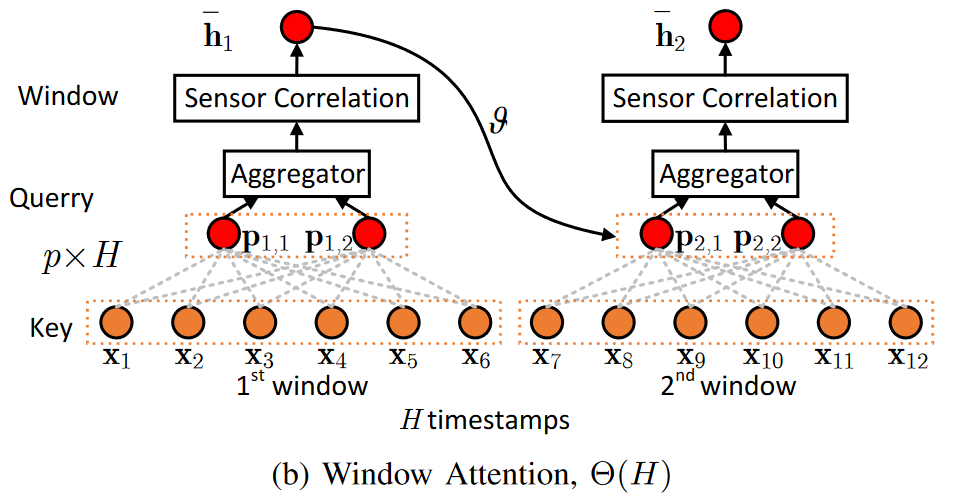 h̄₁ h̄₂
Window Sensor Correlation Sensor Correlation
ϑ
Aggregator Aggregator
Querry
p₁,₁ p₁,₂ p₂,₁ p₂,₂
p×H
Key
x₁ x₂ x₃ x₄ x₅ x₆ x₇ x₈ x₉ x₁₀ x₁₁ x₁₂
1st window 2nd window
H timestamps
(b) Window Attention, Θ(H)